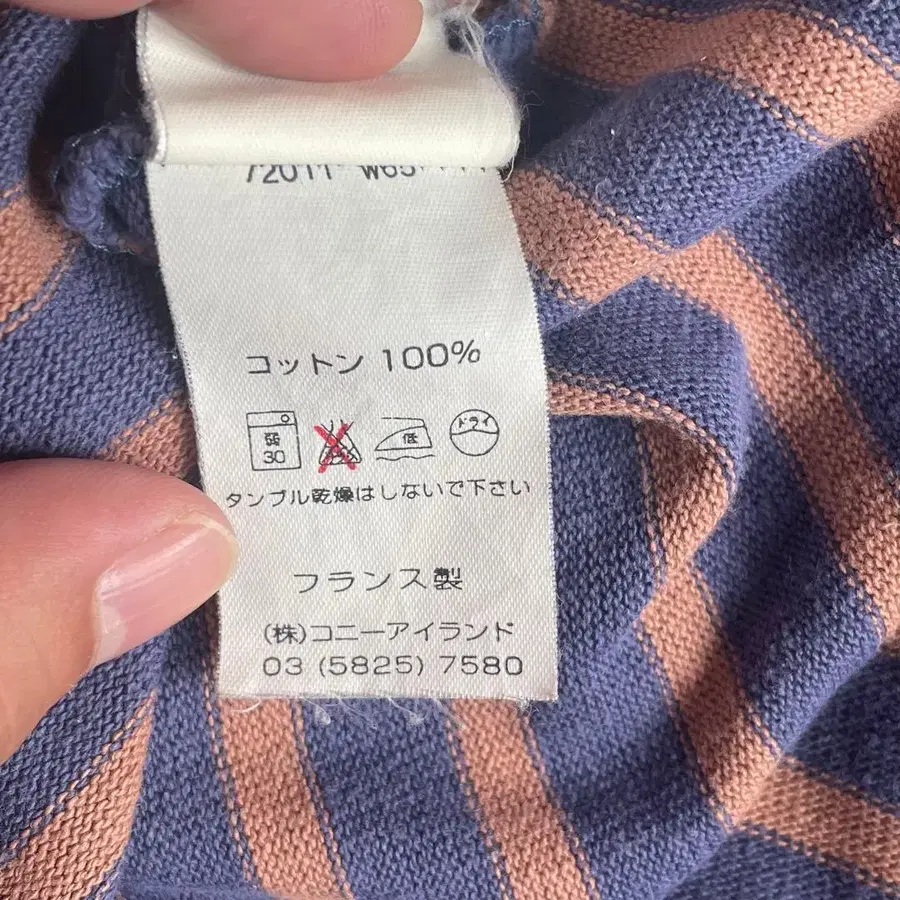 コットン 100%
弱 30 低 ドライ
タンブル乾燥はしないで下さい
フランス製
(株)コニーアイランド
03 (5825) 7580